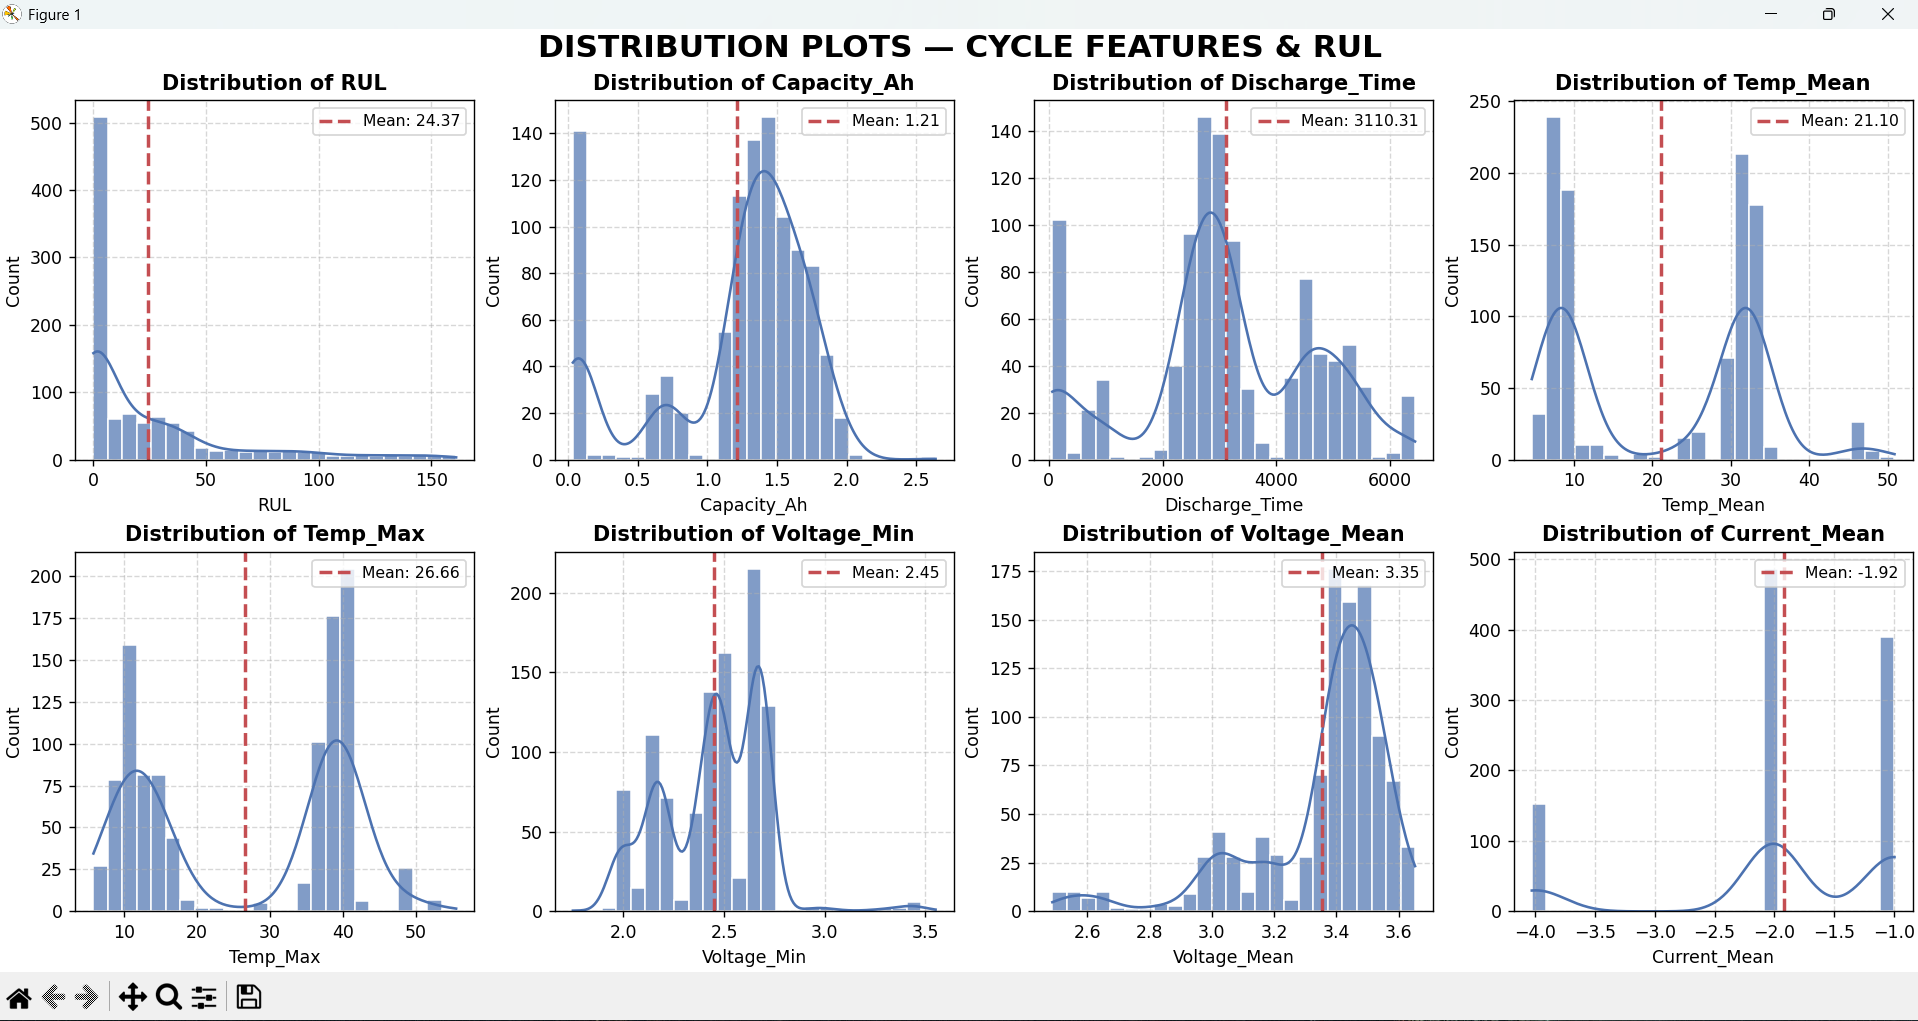 Figure 1
DISTRIBUTION PLOTS — CYCLE FEATURES & RUL
Distribution of RUL
Mean: 24.37
500
400
300
200
100
0
Count
0 50 100 150
RUL
Distribution of Capacity_Ah
Mean: 1.21
140
120
100
80
60
40
20
0
Count
0.0 0.5 1.0 1.5 2.0 2.5
Capacity_Ah
Distribution of Discharge_Time
Mean: 3110.31
140
120
100
80
60
40
20
0
Count
0 2000 4000 6000
Discharge_Time
Distribution of Temp_Mean
Mean: 21.10
250
200
150
100
50
0
Count
10 20 30 40 50
Temp_Mean
Distribution of Temp_Max
Mean: 26.66
200
175
150
125
100
75
50
25
0
Count
10 20 30 40 50
Temp_Max
Distribution of Voltage_Min
Mean: 2.45
200
150
100
50
0
Count
2.0 2.5 3.0 3.5
Voltage_Min
Distribution of Voltage_Mean
Mean: 3.35
175
150
125
100
75
50
25
0
Count
2.6 2.8 3.0 3.2 3.4 3.6
Voltage_Mean
Distribution of Current_Mean
Mean: -1.92
500
400
300
200
100
0
Count
−4.0 −3.5 −3.0 −2.5 −2.0 −1.5 −1.0
Current_Mean